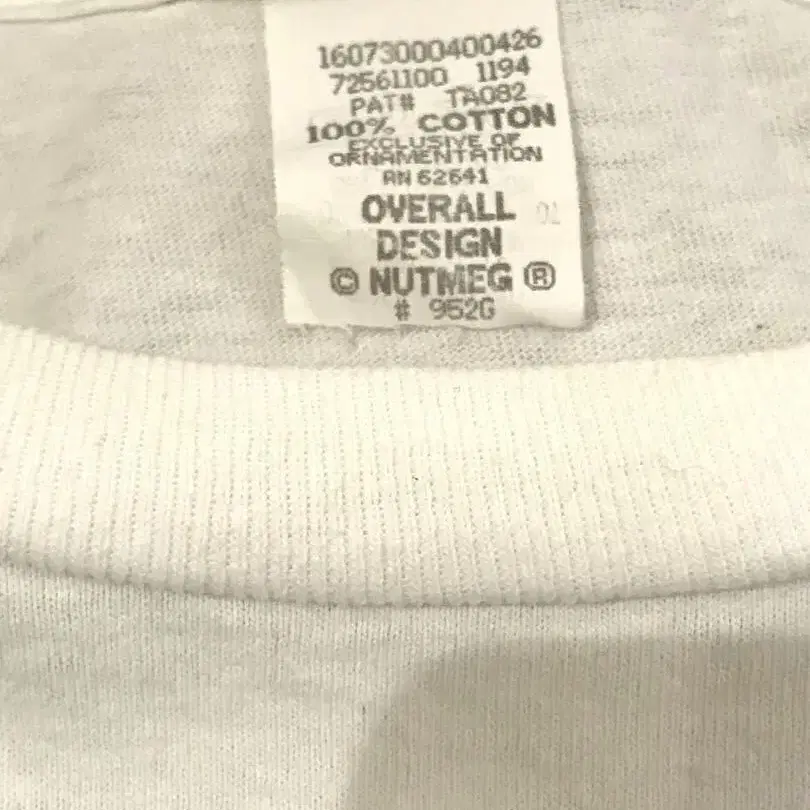 16073000400426
72561100 1194
PAT# TA082
100% COTTON
EXCLUSIVE OF
ORNAMENTATION
RN 62641
OVERALL
DESIGN
© NUTMEG ®
# 952G